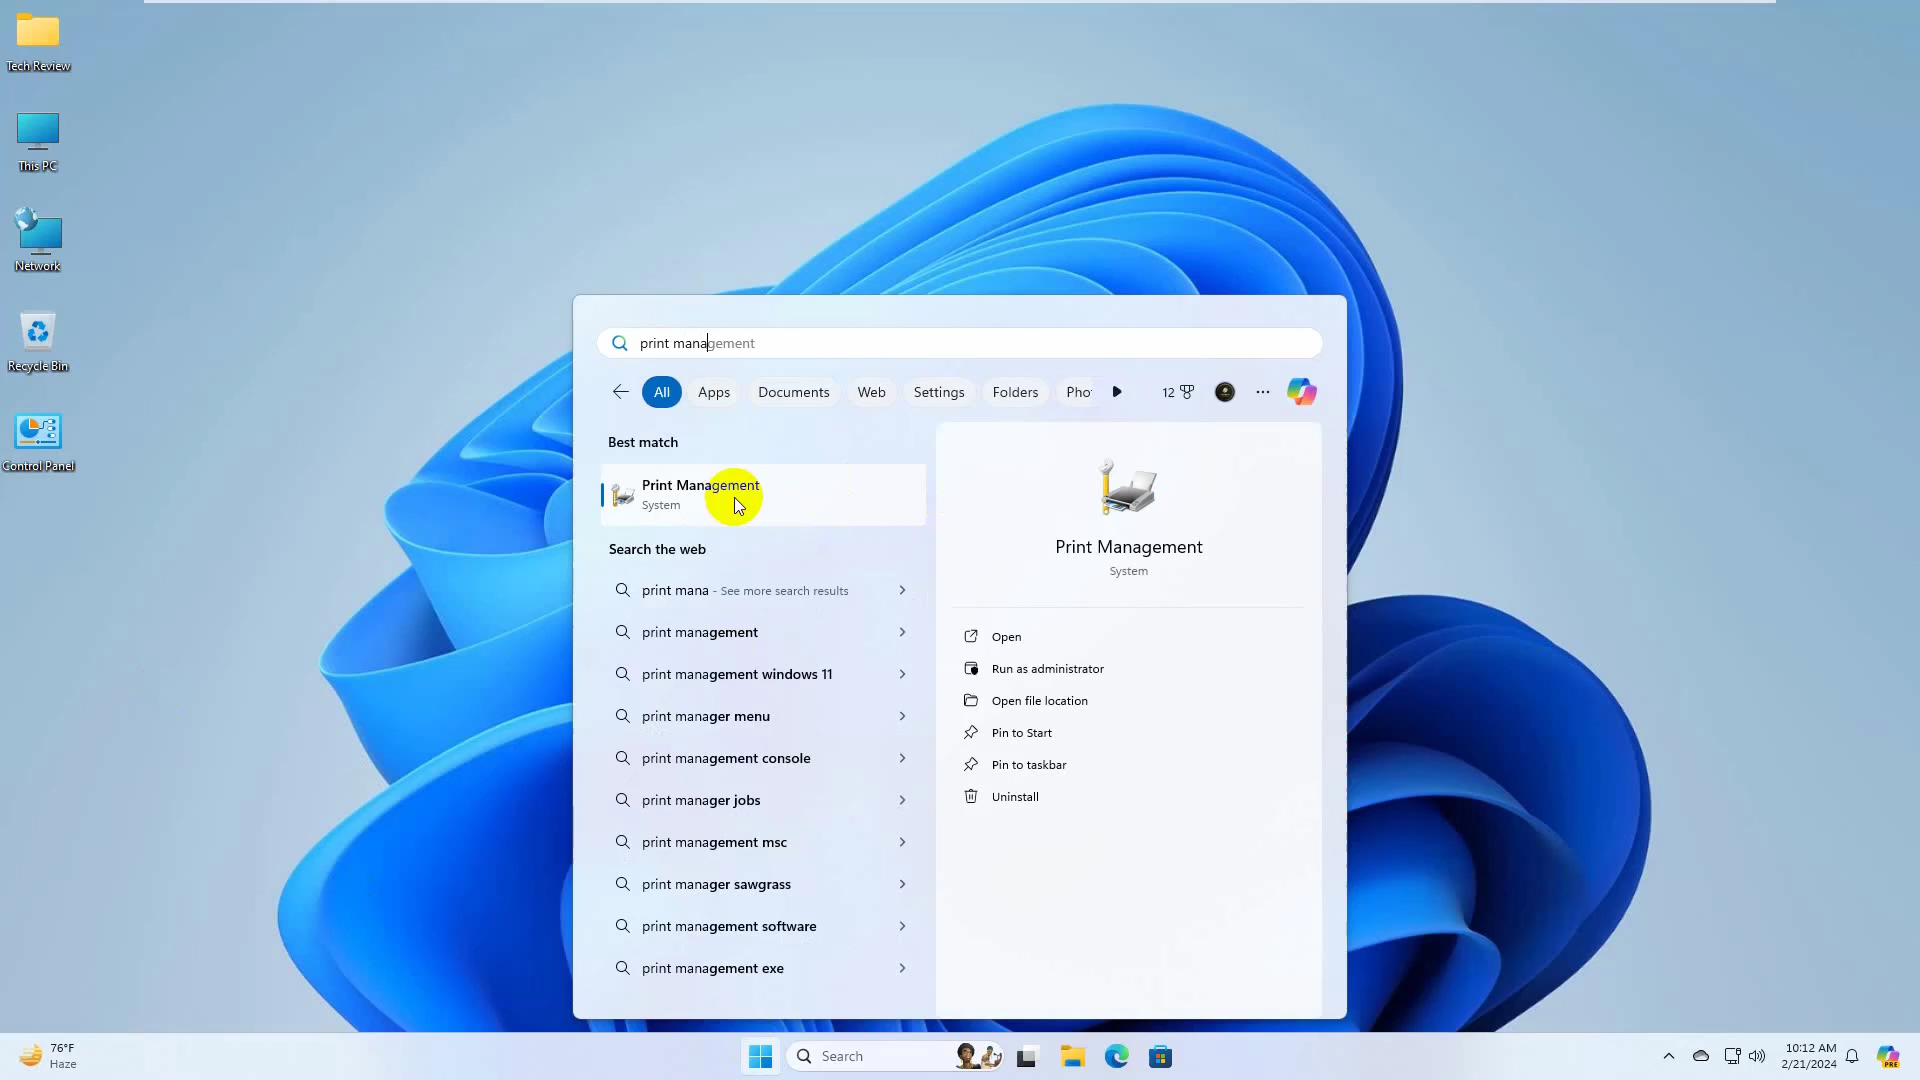 Tech Review
This PC
Network
Recycle Bin
Control Panel
print management
All Apps Documents Web Settings Folders Pho 12
Best match
Print Management
System
Search the web
print mana - See more search results
print management
print management windows 11
print manager menu
print management console
print manager jobs
print management msc
print manager sawgrass
print management software
print management exe
Print Management
System
Open
Run as administrator
Open file location
Pin to Start
Pin to taskbar
Uninstall
76°F
Haze
Search
10:12 AM
2/21/2024
PRE